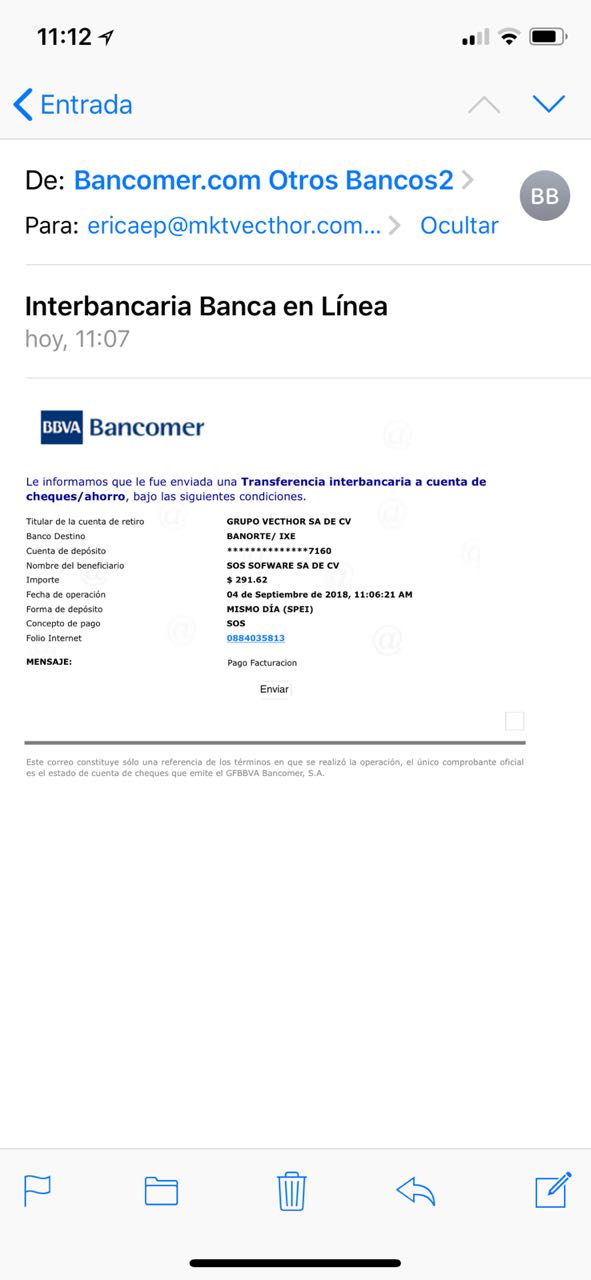 11:12
Entrada
De: Bancomer.com Otros Bancos2
BB
Para: ericaep@mktvecthor.com... Ocultar
Interbancaria Banca en Línea
hoy, 11:07
BBVA Bancomer
Le informamos que le fue enviada una Transferencia interbancaria a cuenta de
cheques/ahorro, bajo las siguientes condiciones.
Titular de la cuenta de retiro GRUPO VECTHOR SA DE CV
Banco Destino BANORTE/ IXE
Cuenta de depósito **************7160
Nombre del beneficiario SOS SOFWARE SA DE CV
Importe $ 291.62
Fecha de operación 04 de Septiembre de 2018, 11:06:21 AM
Forma de depósito MISMO DÍA (SPEI)
Concepto de pago SOS
Folio Internet 0884035813
MENSAJE: Pago Facturacion
Enviar
Este correo constituye sólo una referencia de los términos en que se realizó la operación, el único comprobante oficial
es el estado de cuenta de cheques que emite el GFBBVA Bancomer, S.A.